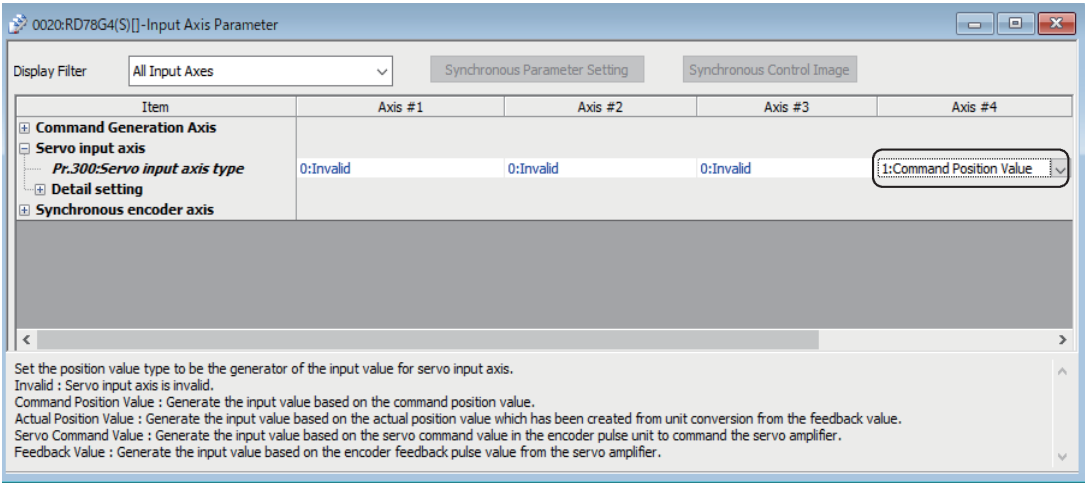 0020:RD78G4(S)[]-Input Axis Parameter
Display Filter All Input Axes Synchronous Parameter Setting Synchronous Control Image
Item Axis #1 Axis #2 Axis #3 Axis #4
Command Generation Axis
Servo input axis
Pr.300:Servo input axis type 0:Invalid 0:Invalid 0:Invalid 1:Command Position Value
Detail setting
Synchronous encoder axis
Set the position value type to be the generator of the input value for servo input axis.
Invalid : Servo input axis is invalid.
Command Position Value : Generate the input value based on the command position value.
Actual Position Value : Generate the input value based on the actual position value which has been created from unit conversion from the feedback value.
Servo Command Value : Generate the input value based on the servo command value in the encoder pulse unit to command the servo amplifier.
Feedback Value : Generate the input value based on the encoder feedback pulse value from the servo amplifier.